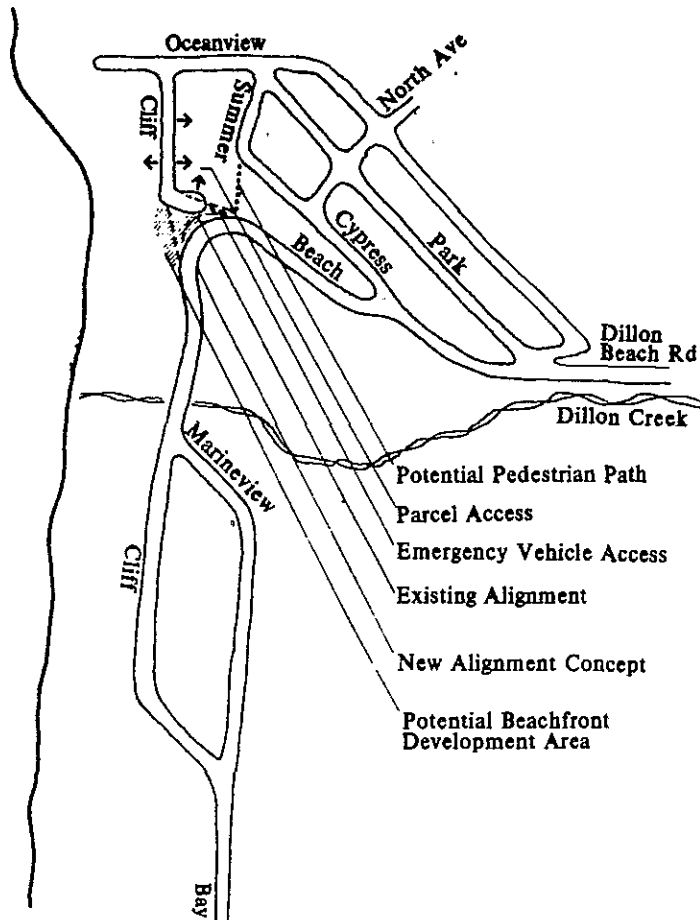 Oceanview
North Ave
Summer
Cliff
Cypress
Park
Beach
Dillon
Beach Rd
Dillon Creek
Marineview
Potential Pedestrian Path
Parcel Access
Emergency Vehicle Access
Cliff
Existing Alignment
New Alignment Concept
Potential Beachfront
Development Area
Bay